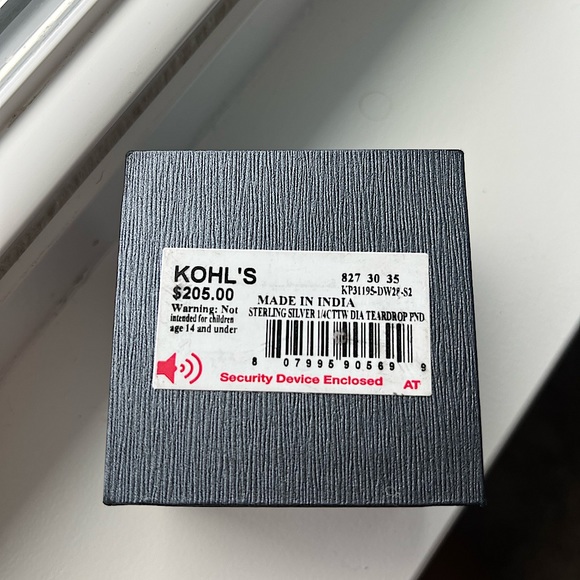 KOHL'S
$205.00
Warning: Not
intended for children
age 14 and under
827 30 35
KP31195-DW2F-S2
MADE IN INDIA
STERLING SILVER 1/4CTTW DIA TEARDROP PND
8 07995 90569 9
Security Device Enclosed AT